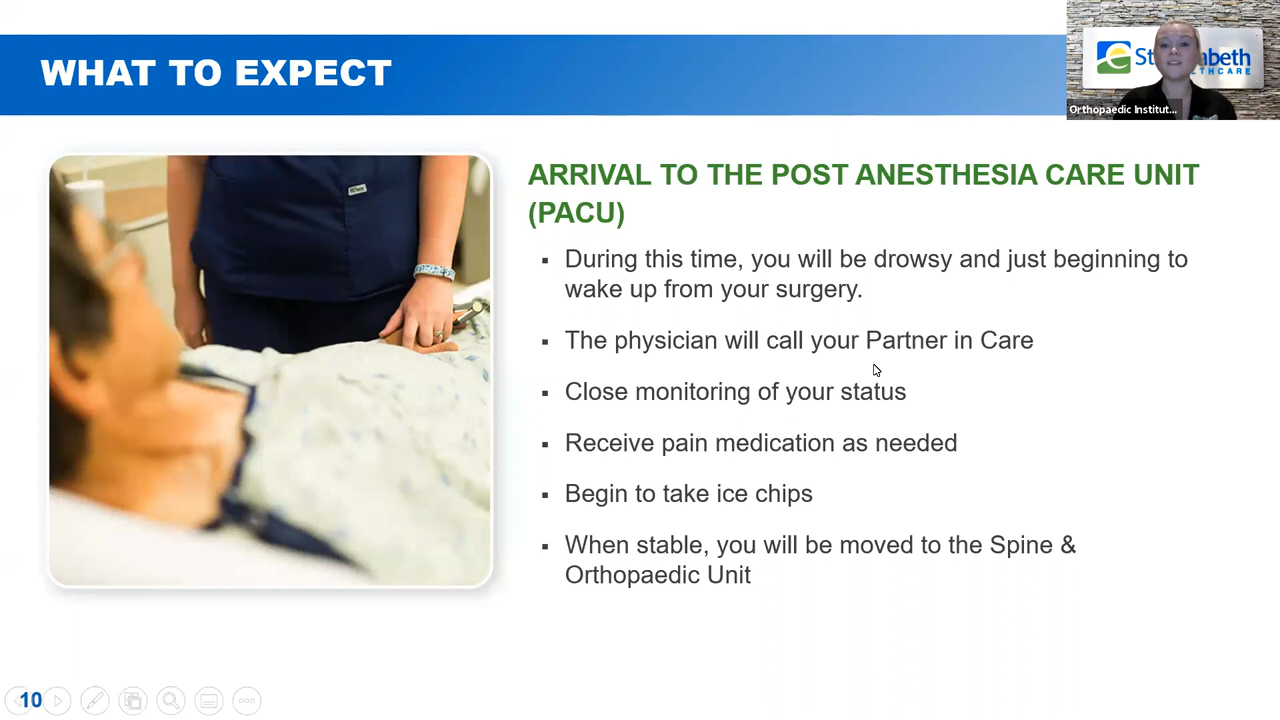 WHAT TO EXPECT
St
beth
LTHCARE
Orthopaedic Institut...
ARRIVAL TO THE POST ANESTHESIA CARE UNIT
(PACU)
▪ During this time, you will be drowsy and just beginning to
wake up from your surgery.
▪ The physician will call your Partner in Care
▪ Close monitoring of your status
▪ Receive pain medication as needed
▪ Begin to take ice chips
▪ When stable, you will be moved to the Spine &
Orthopaedic Unit
10